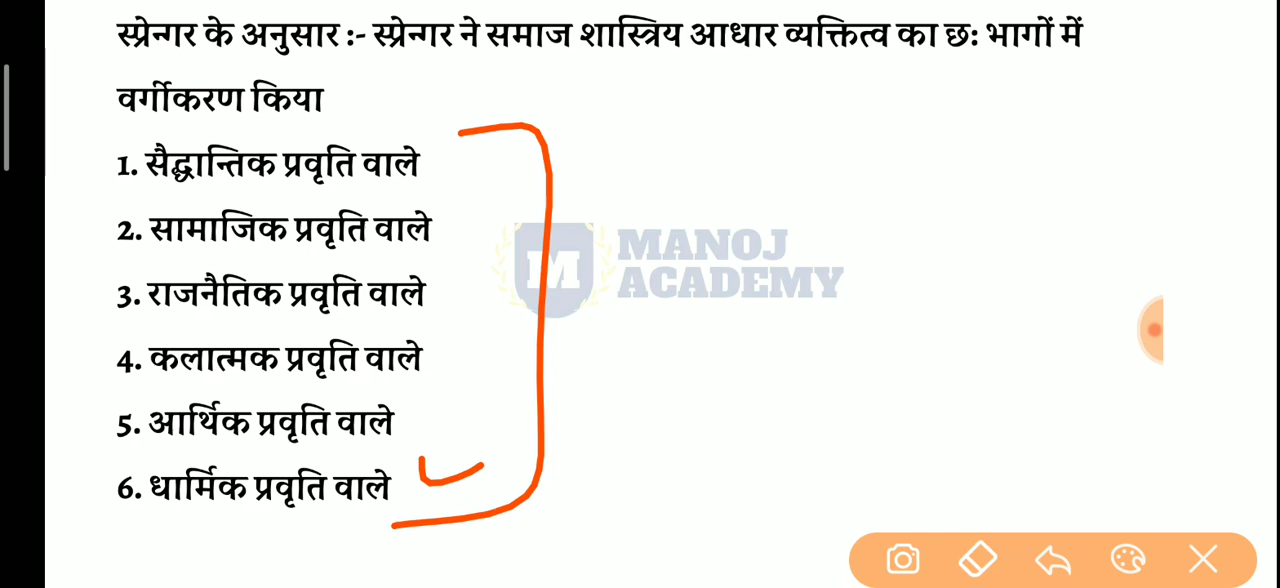 स्प्रेन्गर के अनुसार :- स्प्रेन्गर ने समाज शास्त्रिय आधार व्यक्तित्व का छः भागों में
वर्गीकरण किया
1. सैद्धान्तिक प्रवृति वाले
2. सामाजिक प्रवृति वाले
3. राजनैतिक प्रवृति वाले
4. कलात्मक प्रवृति वाले
5. आर्थिक प्रवृति वाले
6. धार्मिक प्रवृति वाले
M MANOJ
ACADEMY